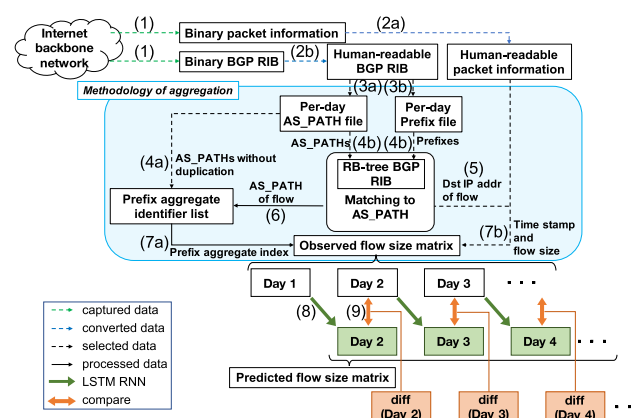 Internet
backbone
network
(1)
Binary packet information
(2a)
(1)
Binary BGP RIB
(2b)
Human-readable
BGP RIB
Human-readable
packet information
Methodology of aggregation
(3a)
(3b)
Per-day
AS_PATH file
Per-day
Prefix file
AS_PATHs
(4b)
(4b)
Prefixes
(4a)
AS_PATHs without
duplication
RB-tree BGP
RIB
Matching to
AS_PATH
(5)
Dst IP addr
of flow
AS_PATH
of flow
(6)
Prefix aggregate
identifier list
(7a)
Prefix aggregate index
Observed flow size matrix
(7b)
Time stamp
and
flow size
Day 1
Day 2
Day 3
. . .
(8)
(9)
Day 2
Day 3
Day 4
. . .
captured data
converted data
selected data
processed data
LSTM RNN
compare
Predicted flow size matrix
diff
(Day 2)
diff
(Day 3)
diff
(Day 4)
. .